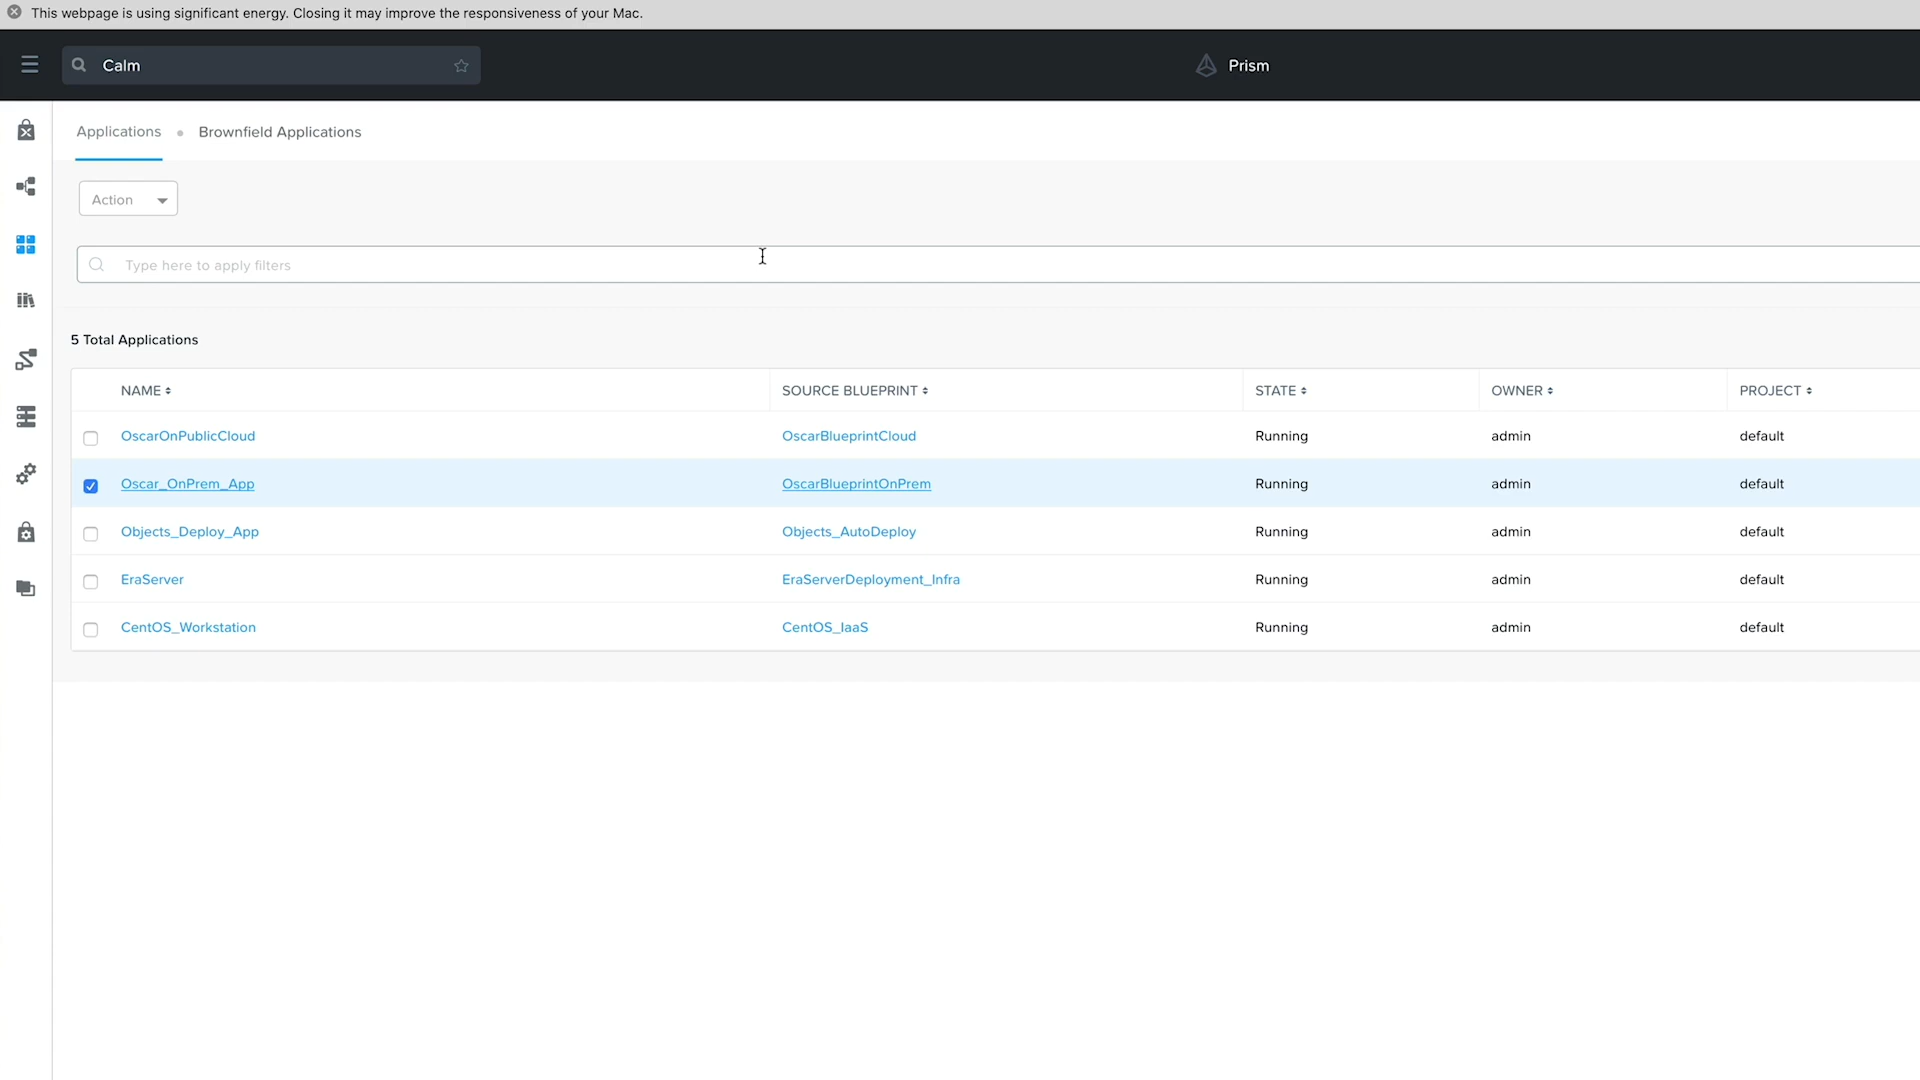 This webpage is using significant energy. Closing it may improve the responsiveness of your Mac.
Calm
Prism
Applications Brownfield Applications
Action
Type here to apply filters
5 Total Applications
NAME SOURCE BLUEPRINT STATE OWNER PROJECT
OscarOnPublicCloud OscarBlueprintCloud Running admin default
Oscar_OnPrem_App OscarBlueprintOnPrem Running admin default
Objects_Deploy_App Objects_AutoDeploy Running admin default
EraServer EraServerDeployment_Infra Running admin default
CentOS_Workstation CentOS_IaaS Running admin default